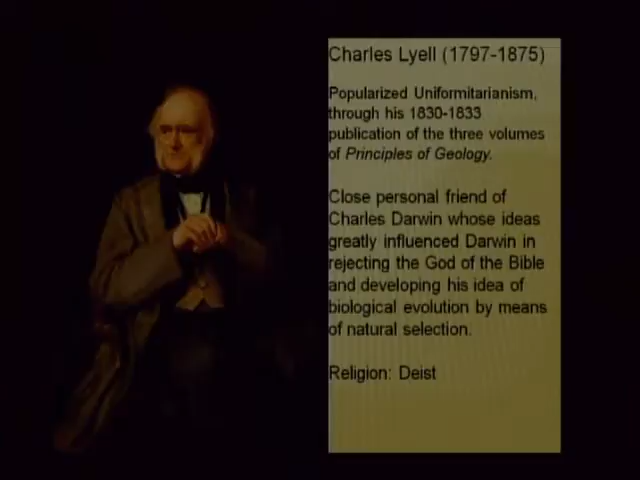 Charles Lyell (1797-1875)
Popularized Uniformitarianism,
through his 1830-1833
publication of the three volumes
of Principles of Geology.
Close personal friend of
Charles Darwin whose ideas
greatly influenced Darwin in
rejecting the God of the Bible
and developing his idea of
biological evolution by means
of natural selection.
Religion: Deist